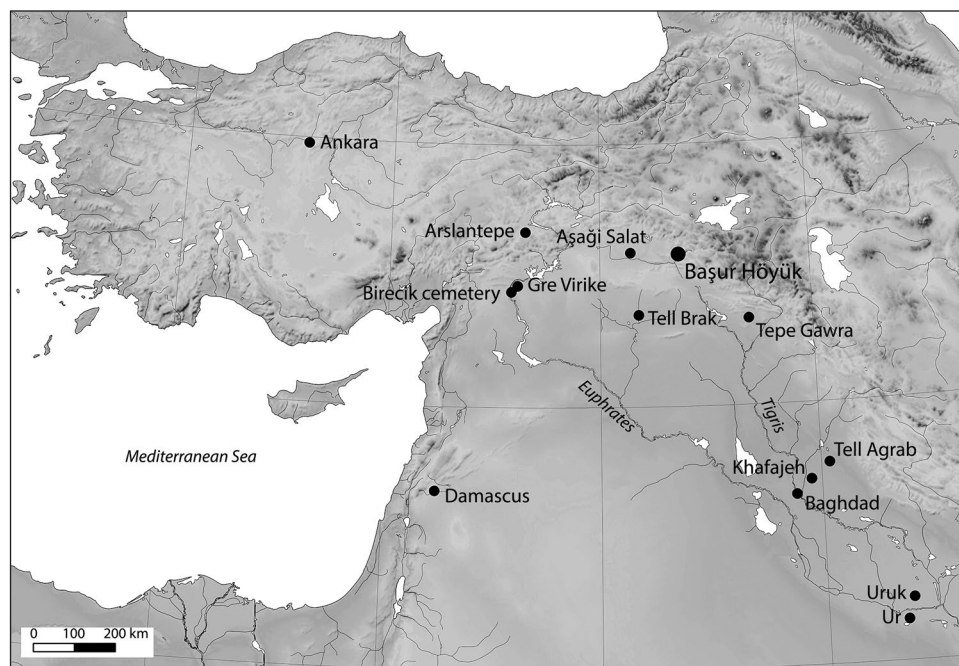 Ankara
Arslantepe
Aşaği Salat
Başur Höyük
Gre Virike
Birecik cemetery
Tell Brak
Tepe Gawra
Euphrates
Tigris
Mediterranean Sea
Tell Agrab
Khafajeh
Damascus
Baghdad
Uruk
Ur
0 100 200 km